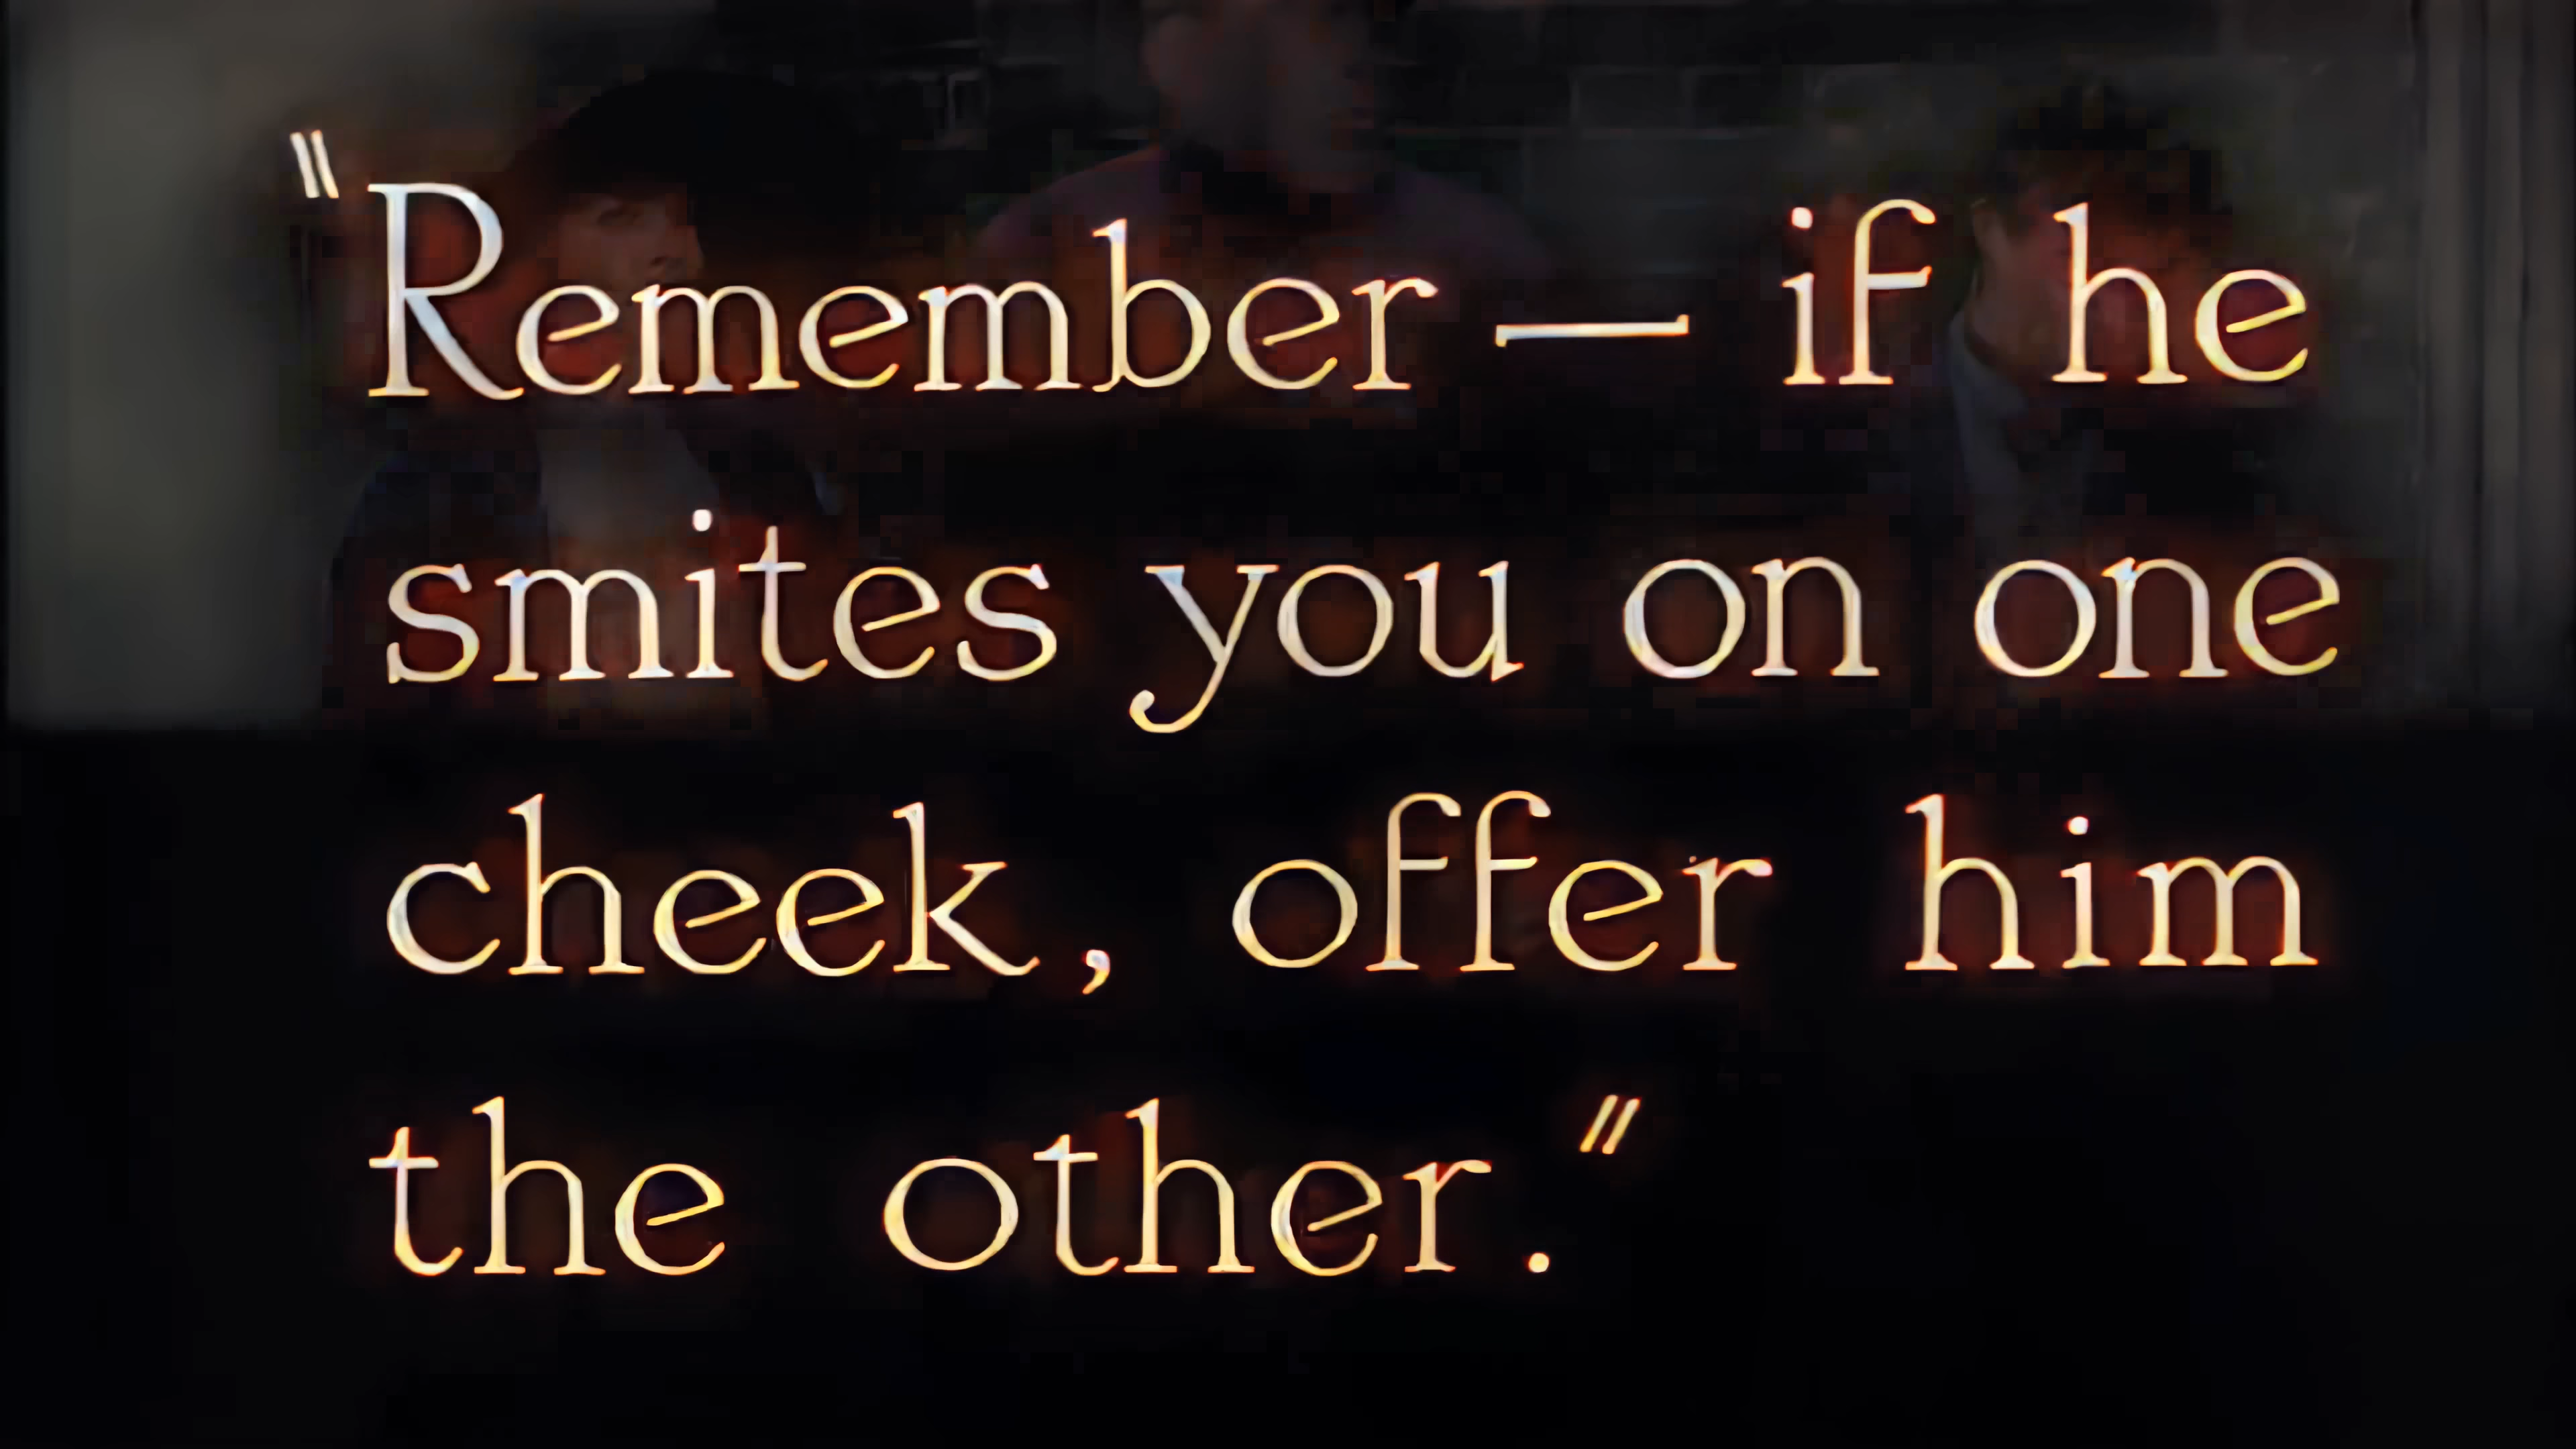 "Remember — if he
smites you on one
cheek, offer him
the other."